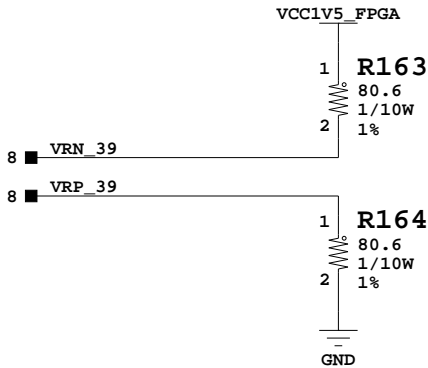 VCC1V5_FPGA
1 R163
80.6
1/10W
2 1%
8 VRN_39
8 VRP_39
1 R164
80.6
1/10W
2 1%
GND